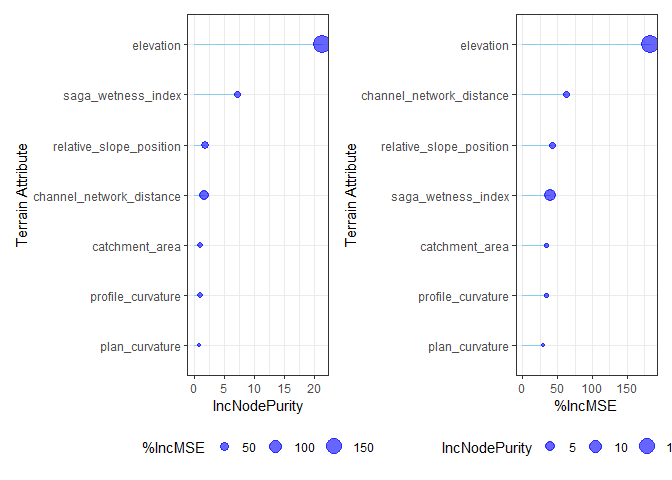 elevation
saga_wetness_index
relative_slope_position
channel_network_distance
catchment_area
profile_curvature
plan_curvature
Terrain Attribute
0 5 10 15 20
IncNodePurity
%IncMSE 50 100 150
elevation
channel_network_distance
relative_slope_position
saga_wetness_index
catchment_area
profile_curvature
plan_curvature
Terrain Attribute
0 50 100 150
%IncMSE
IncNodePurity 5 10